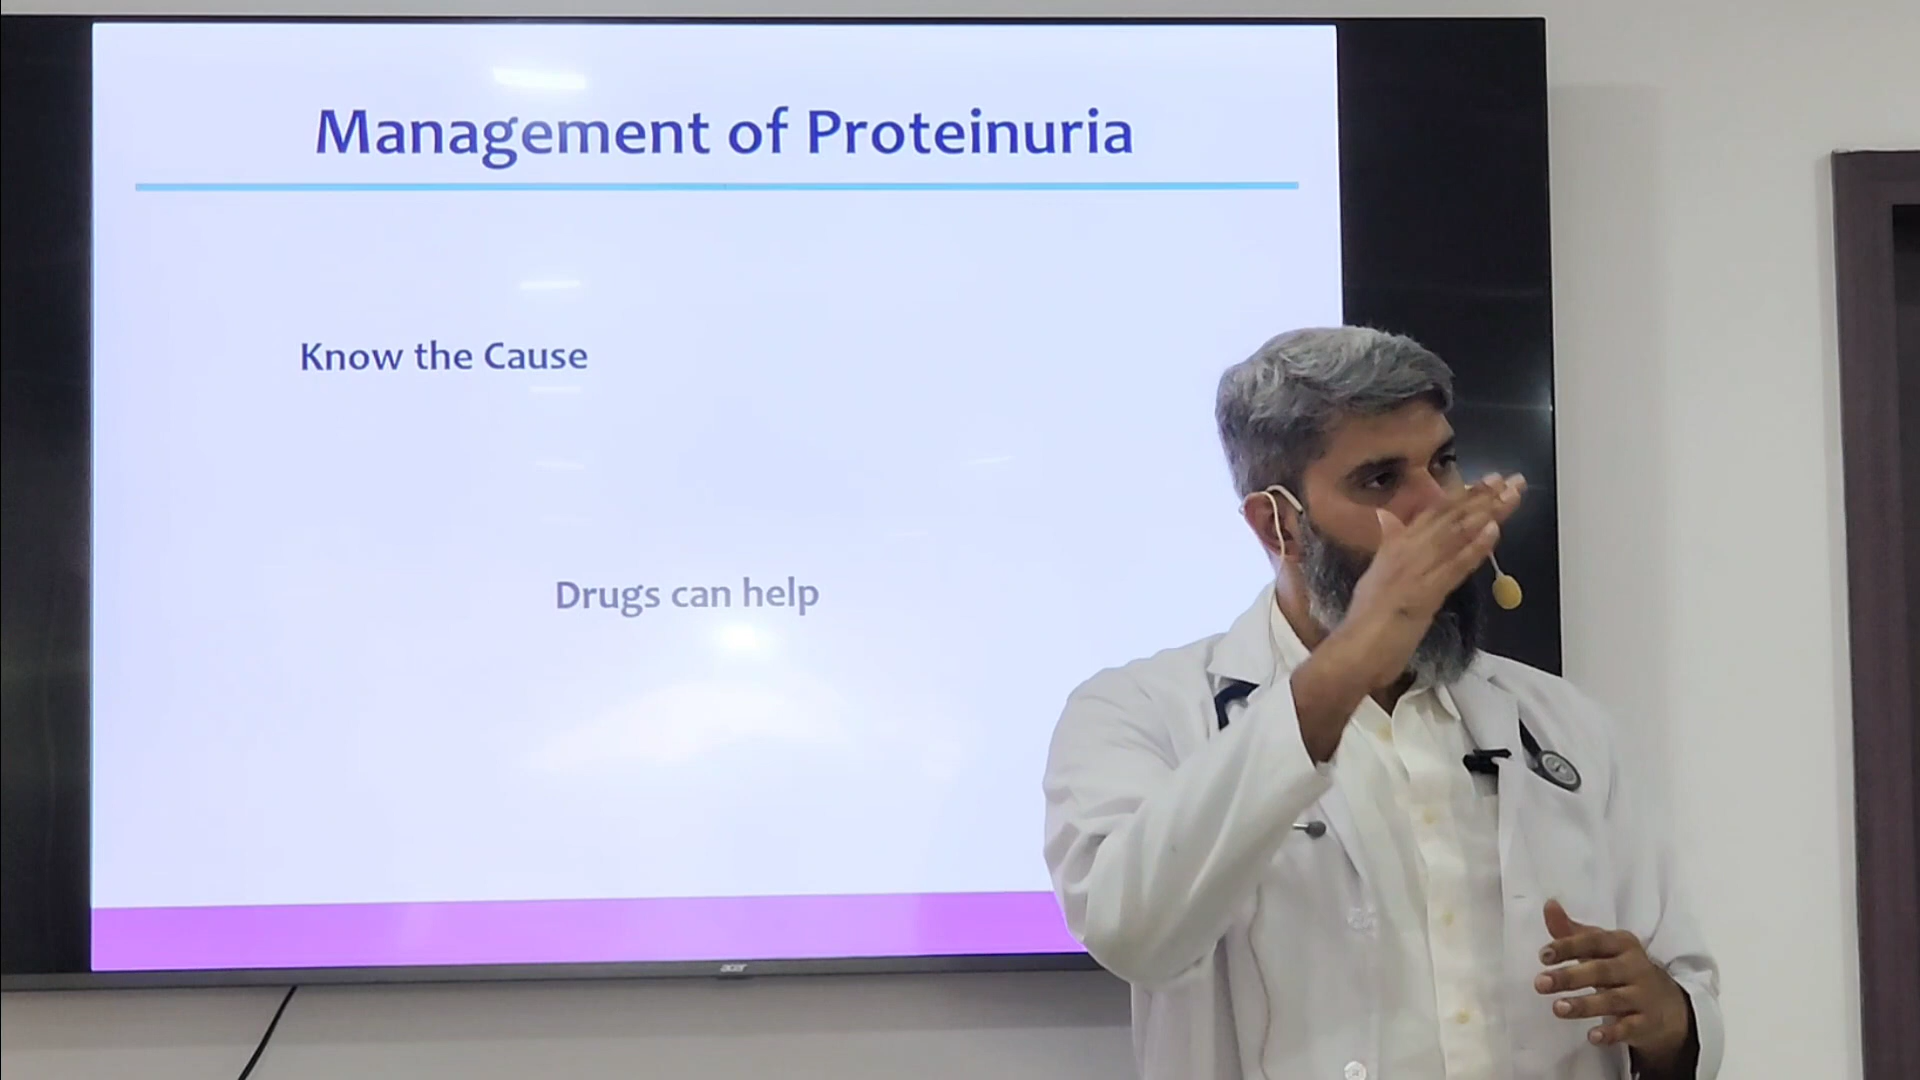 Management of Proteinuria
Know the Cause
Drugs can help
acer